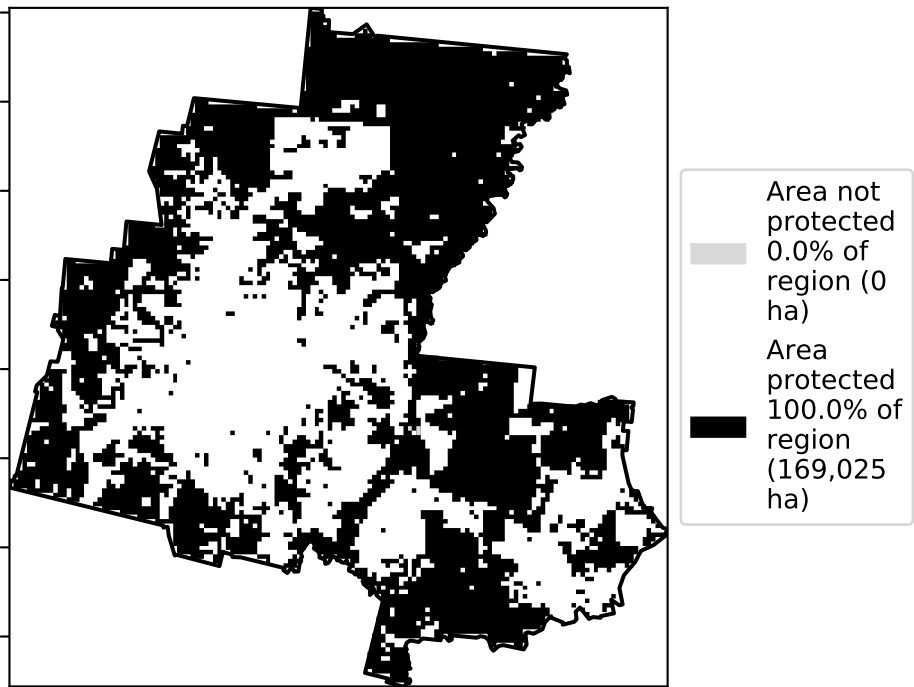 Area not
protected
0.0% of
region (0
ha)
Area
protected
100.0% of
region
(169,025
ha)